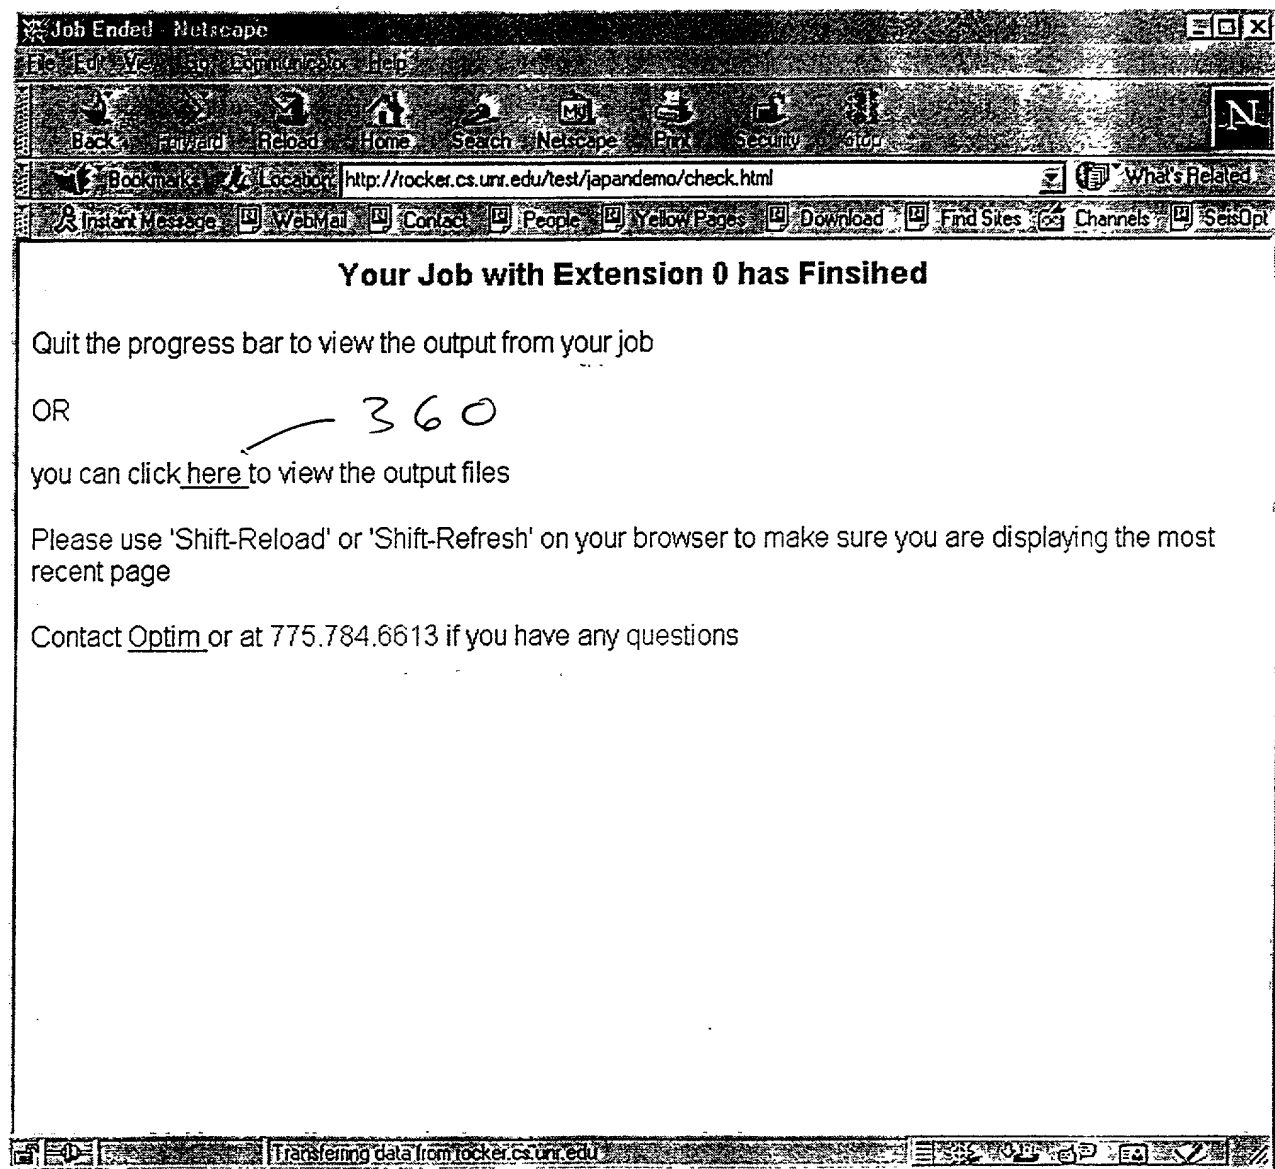 Job Ended - Netscape
File Edit View Go Communicator Help
Back Forward Reload Home Search Netscape Print Security Stop
My
N
Bookmarks Location: http://rocker.cs.unr.edu/test/japandemo/check.html What's Related
Instant Message WebMail Contact People Yellow Pages Download Find Sites Channels SeisOpt
Your Job with Extension 0 has Finsihed
Quit the progress bar to view the output from your job
OR
360
you can click here to view the output files
Please use 'Shift-Reload' or 'Shift-Refresh' on your browser to make sure you are displaying the most
recent page
Contact Optim or at 775.784.6613 if you have any questions
Transferring data from rocker.cs.unr.edu